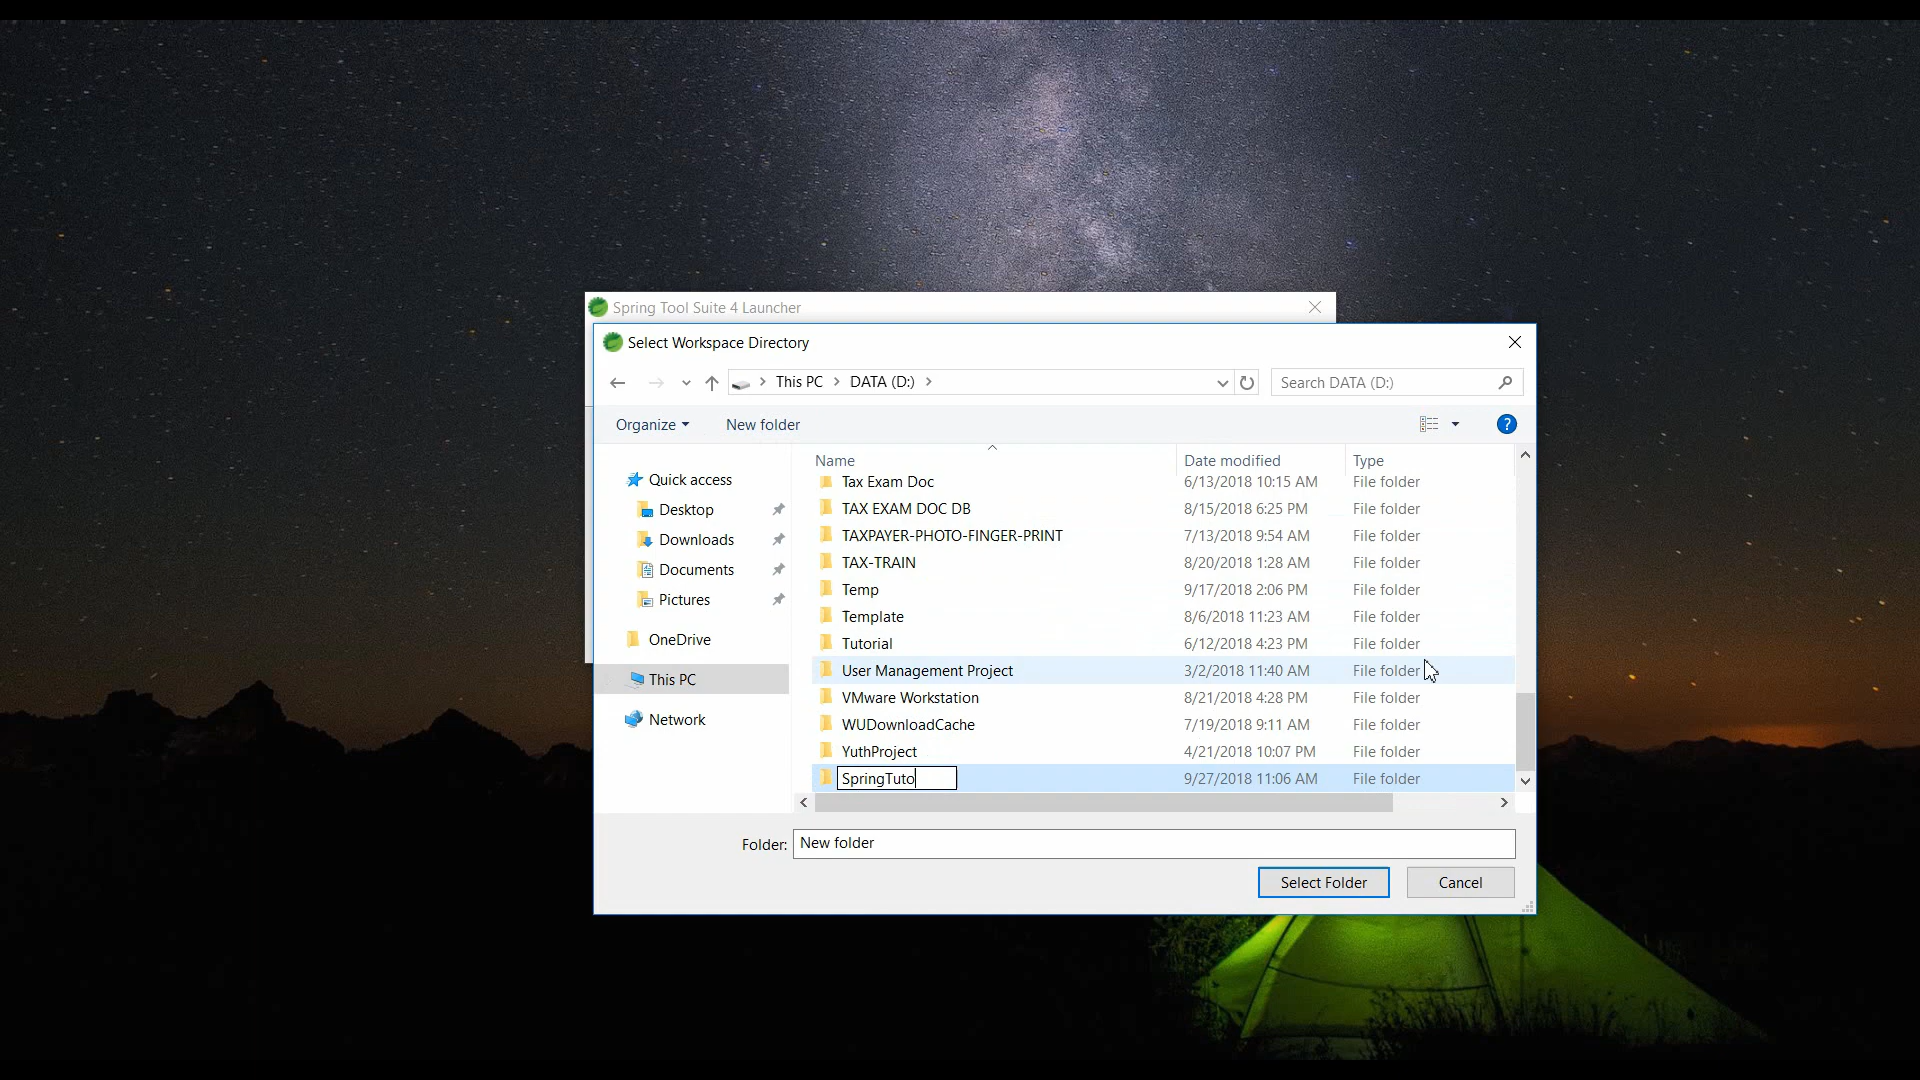 Spring Tool Suite 4 Launcher
Select Workspace Directory
This PC > DATA (D:) >
Search DATA (D:)
Organize
New folder
?
Name Date modified Type
Quick access
Desktop
Downloads
Documents
Pictures
OneDrive
This PC
Network
Tax Exam Doc 6/13/2018 10:15 AM File folder
TAX EXAM DOC DB 8/15/2018 6:25 PM File folder
TAXPAYER-PHOTO-FINGER-PRINT 7/13/2018 9:54 AM File folder
TAX-TRAIN 8/20/2018 1:28 AM File folder
Temp 9/17/2018 2:06 PM File folder
Template 8/6/2018 11:23 AM File folder
Tutorial 6/12/2018 4:23 PM File folder
User Management Project 3/2/2018 11:40 AM File folder
VMware Workstation 8/21/2018 4:28 PM File folder
WUDownloadCache 7/19/2018 9:11 AM File folder
YuthProject 4/21/2018 10:07 PM File folder
SpringTuto 9/27/2018 11:06 AM File folder
Folder: New folder
Select Folder Cancel